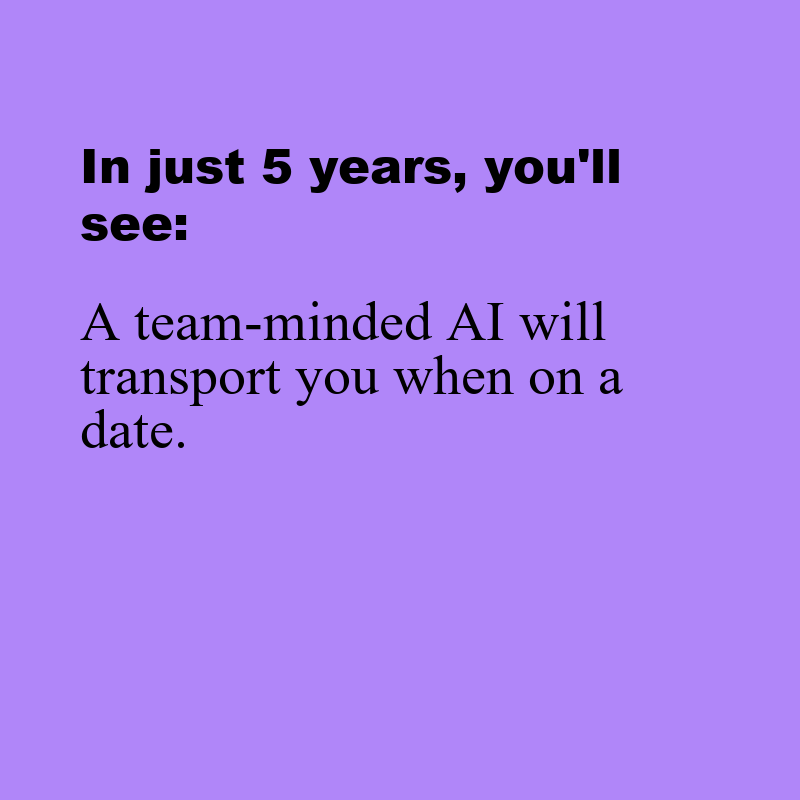 In just 5 years, you'll
see:
A team-minded AI will
transport you when on a
date.